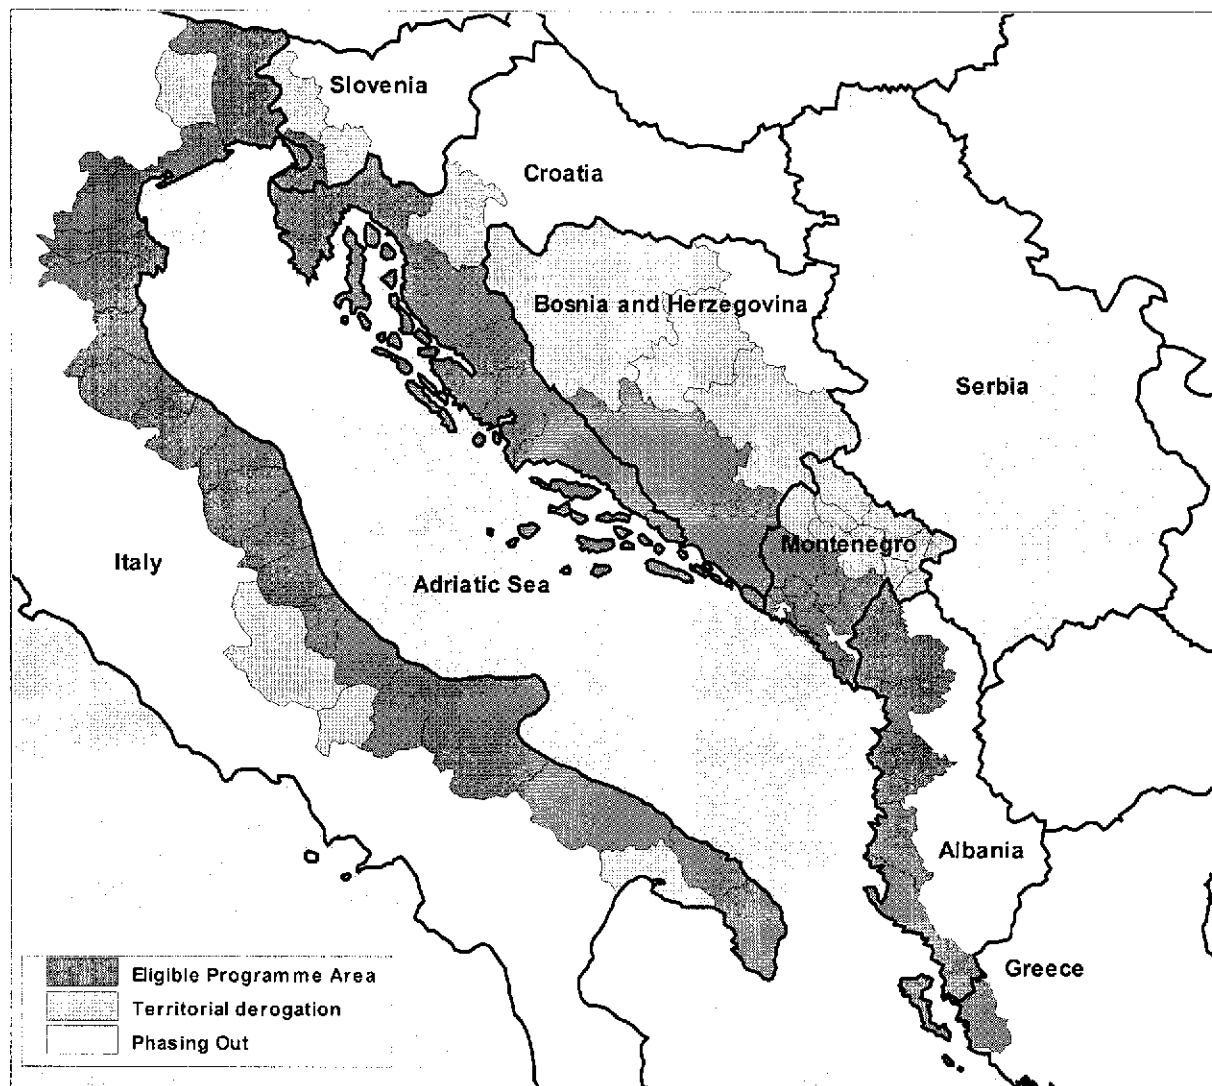 Slovenia
Croatia
Bosnia and Herzegovina
Serbia
Montenegro
Italy
Adriatic Sea
Albania
Greece
Eligible Programme Area
Territorial derogation
Phasing Out